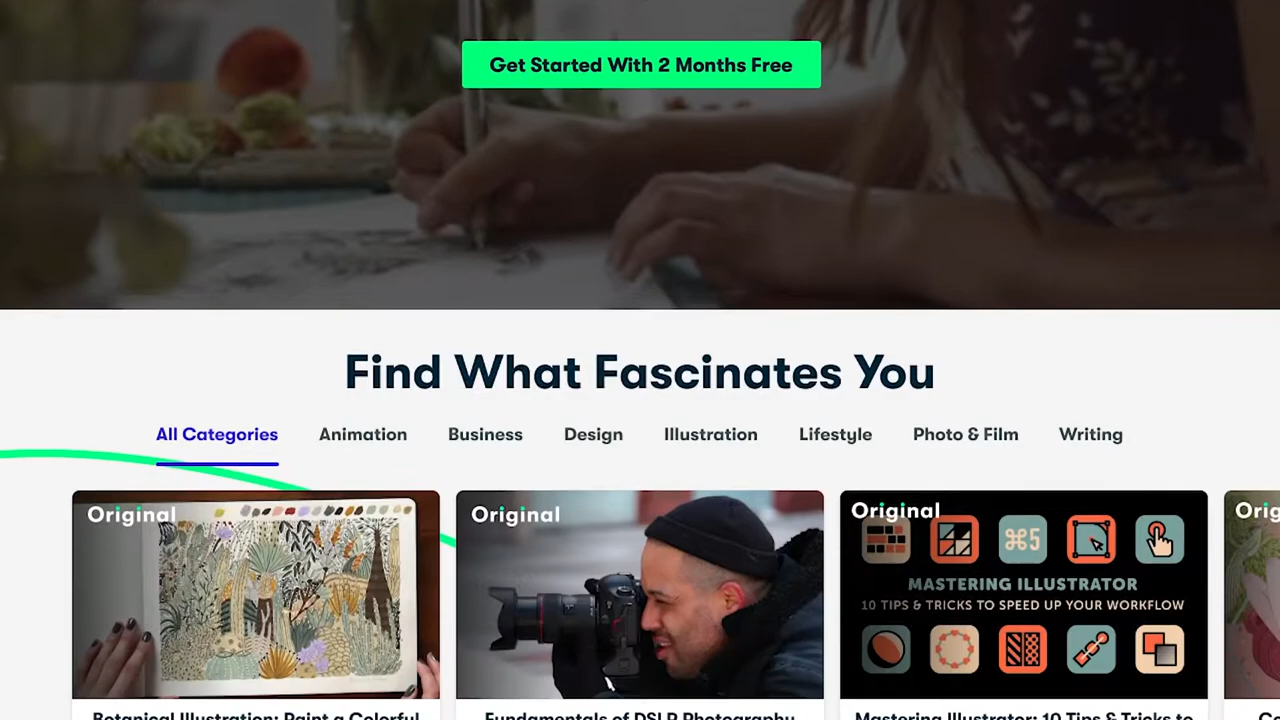 Get Started With 2 Months Free
Find What Fascinates You
All Categories Animation Business Design Illustration Lifestyle Photo & Film Writing
Original
Original
Original
⌘5
MASTERING ILLUSTRATOR
10 TIPS & TRICKS TO SPEED UP YOUR WORKFLOW
Botanical Illustration: Paint a Colorful
Fundamentals of DSLR Photography
Mastering Illustrator: 10 Tips & Tricks to